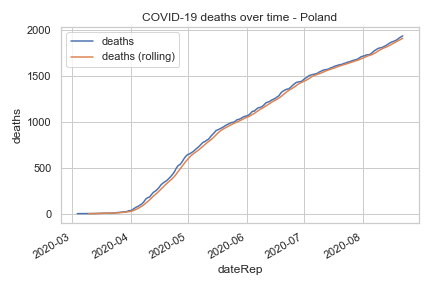 COVID-19 deaths over time - Poland
deaths
deaths (rolling)
2000
1500
1000
500
0
deaths
2020-03
2020-04
2020-05
2020-06
2020-07
2020-08
dateRep